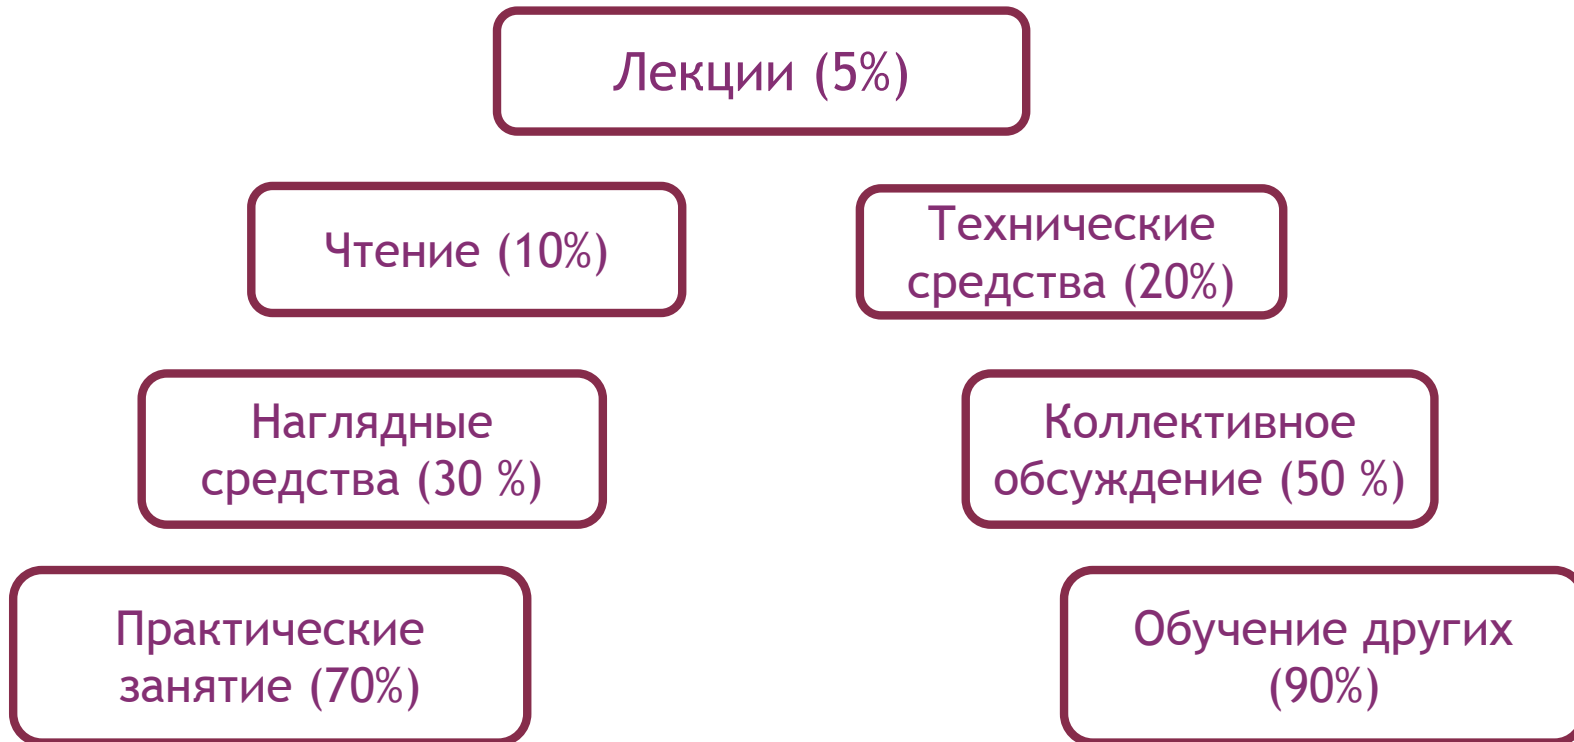 Лекции (5%)
Чтение (10%)
Технические
средства (20%)
Наглядные
средства (30 %)
Коллективное
обсуждение (50 %)
Практические
занятие (70%)
Обучение других
(90%)